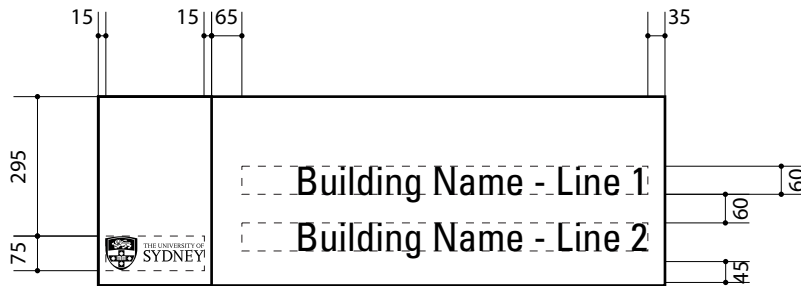 15
15
65
35
295
75
Building Name - Line 1
Building Name - Line 2
THE UNIVERSITY OF
SYDNEY
60
60
45